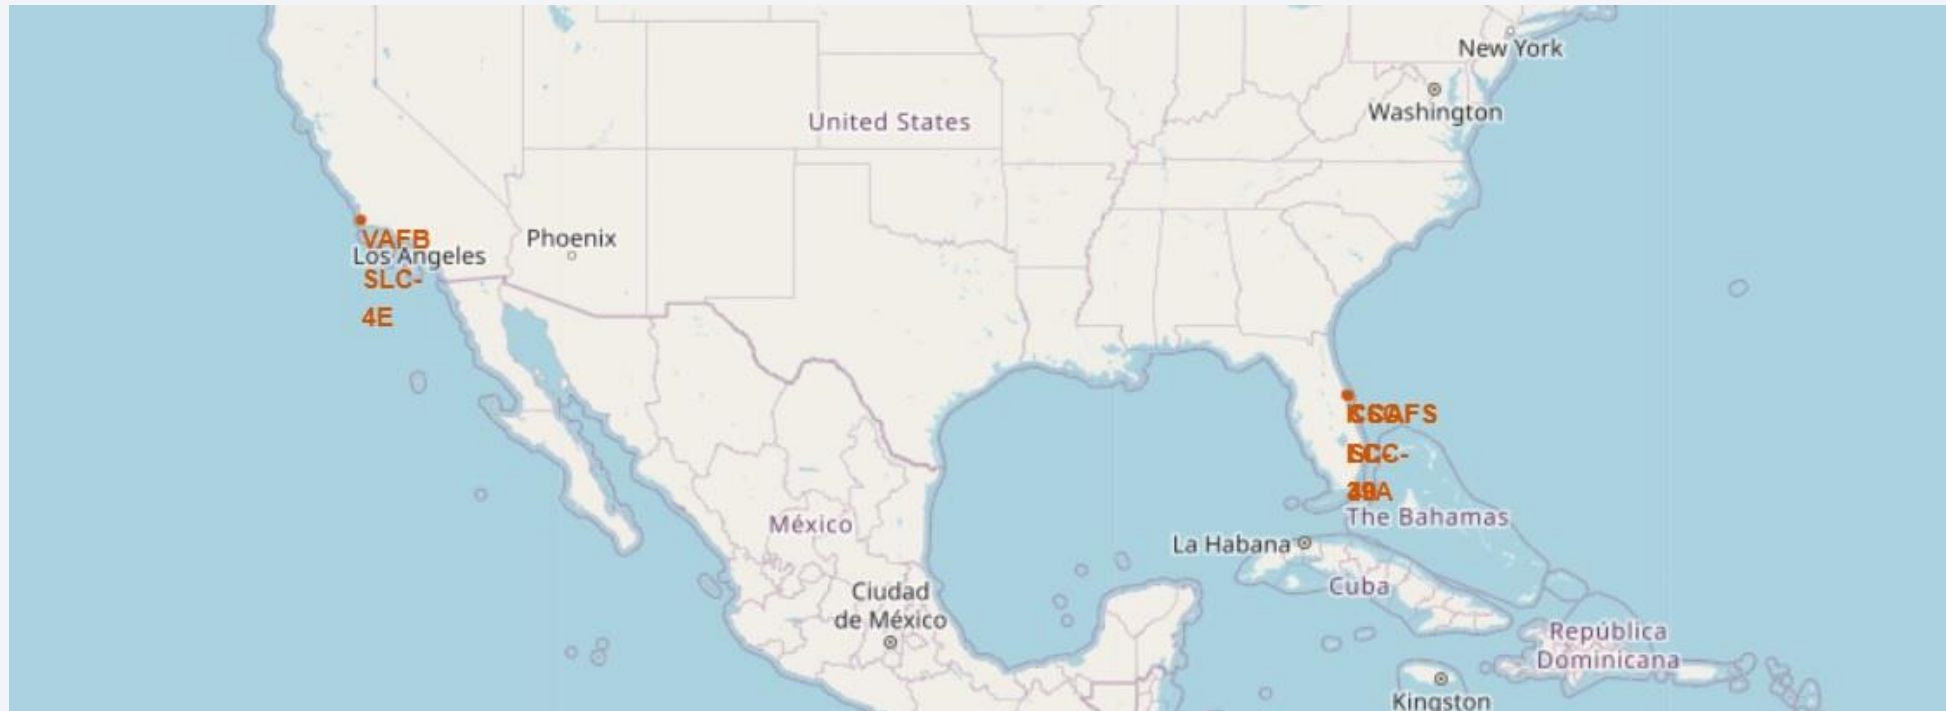 New York
Washington
United States
VAFB
Los Angeles
SLC-
4E
Phoenix
The Bahamas
México
La Habana
Cuba
Ciudad
de México
República
Dominicana
Kingston